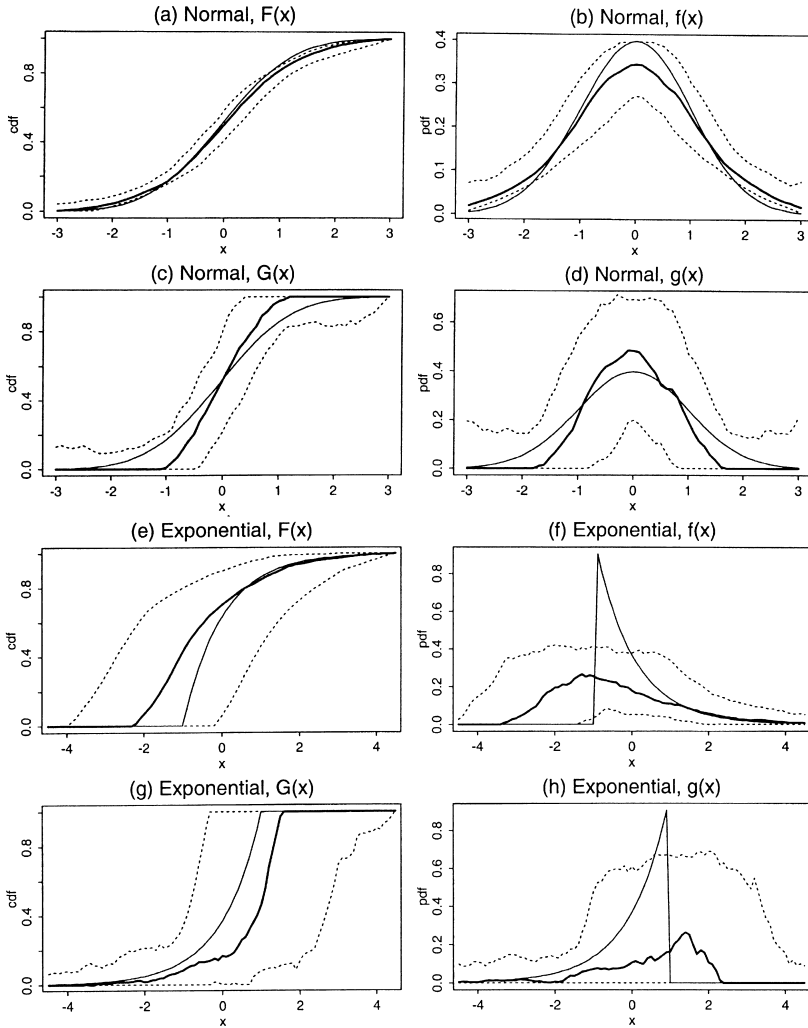 (a) Normal, F(x)
cdf
0.0 0.4 0.8
-3 -2 -1 0 1 2 3
x
(b) Normal, f(x)
pdf
0.0 0.1 0.2 0.3 0.4
-3 -2 -1 0 1 2 3
x
(c) Normal, G(x)
cdf
0.0 0.4 0.8
-3 -2 -1 0 1 2 3
x
(d) Normal, g(x)
pdf
0.0 0.2 0.4 0.6
-3 -2 -1 0 1 2 3
x
(e) Exponential, F(x)
cdf
0.0 0.4 0.8
-4 -2 0 2 4
x
(f) Exponential, f(x)
pdf
0.0 0.2 0.4 0.6 0.8
-4 -2 0 2 4
x
(g) Exponential, G(x)
cdf
0.0 0.4 0.8
-4 -2 0 2 4
x
(h) Exponential, g(x)
pdf
0.0 0.2 0.4 0.6 0.8
-4 -2 0 2 4
x